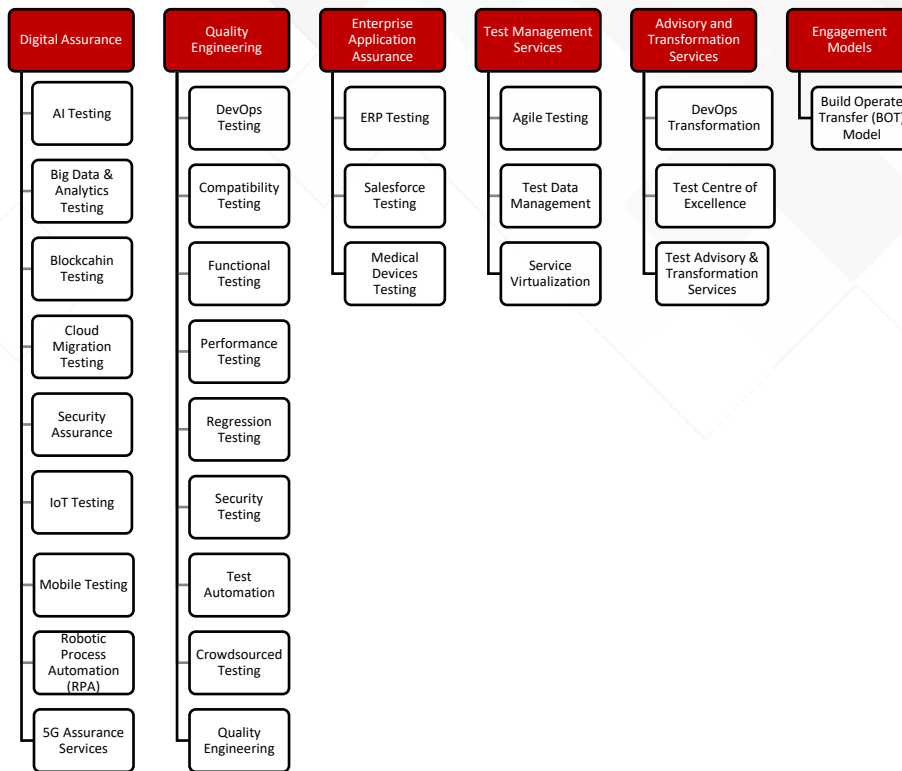 Digital Assurance
AI Testing
Big Data &
Analytics
Testing
Blockcahin
Testing
Cloud
Migration
Testing
Security
Assurance
IoT Testing
Mobile Testing
Robotic
Process
Automation
(RPA)
5G Assurance
Services
Quality
Engineering
DevOps
Testing
Compatibility
Testing
Functional
Testing
Performance
Testing
Regression
Testing
Security
Testing
Test
Automation
Crowdsourced
Testing
Quality
Engineering
Enterprise
Application
Assurance
ERP Testing
Salesforce
Testing
Medical
Devices
Testing
Test Management
Services
Agile Testing
Test Data
Management
Service
Virtualization
Advisory and
Transformation
Services
DevOps
Transformation
Test Centre of
Excellence
Test Advisory &
Transformation
Services
Engagement
Models
Build Operate
Transfer (BOT)
Model